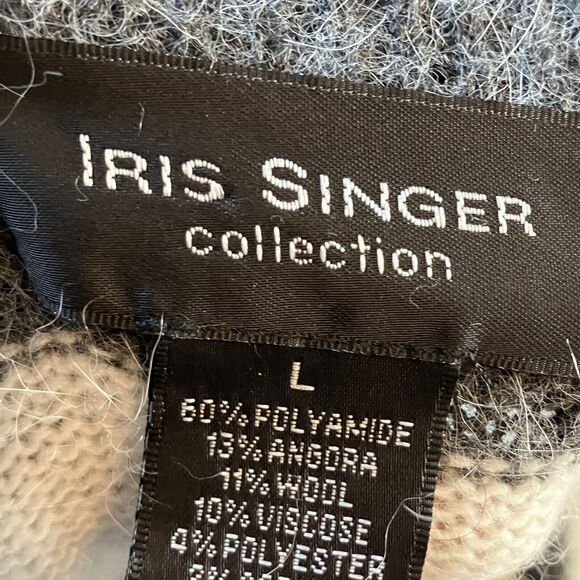 IRIS SINGER
collection
L
60% POLYAMIDE
13% ANGORA
11% WOOL
10% VISCOSE
4% POLYESTER